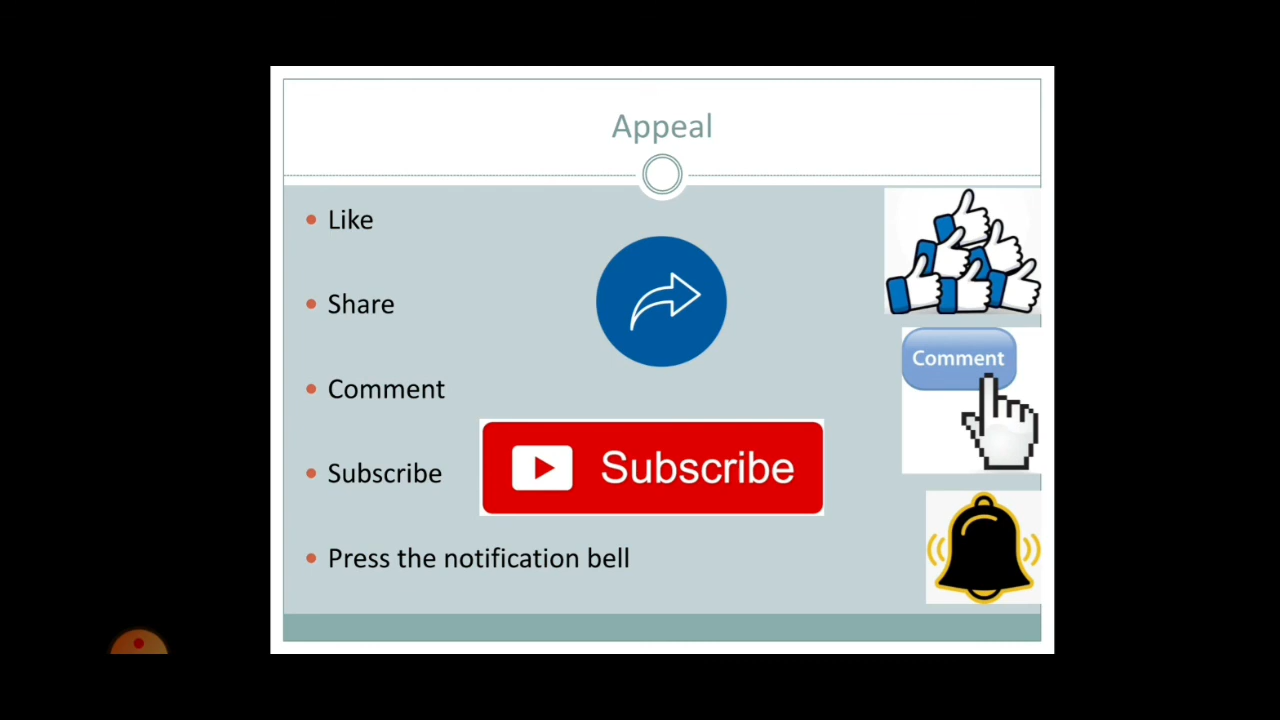 Appeal
Like
Share
Comment
Comment
Subscribe
Subscribe
Press the notification bell